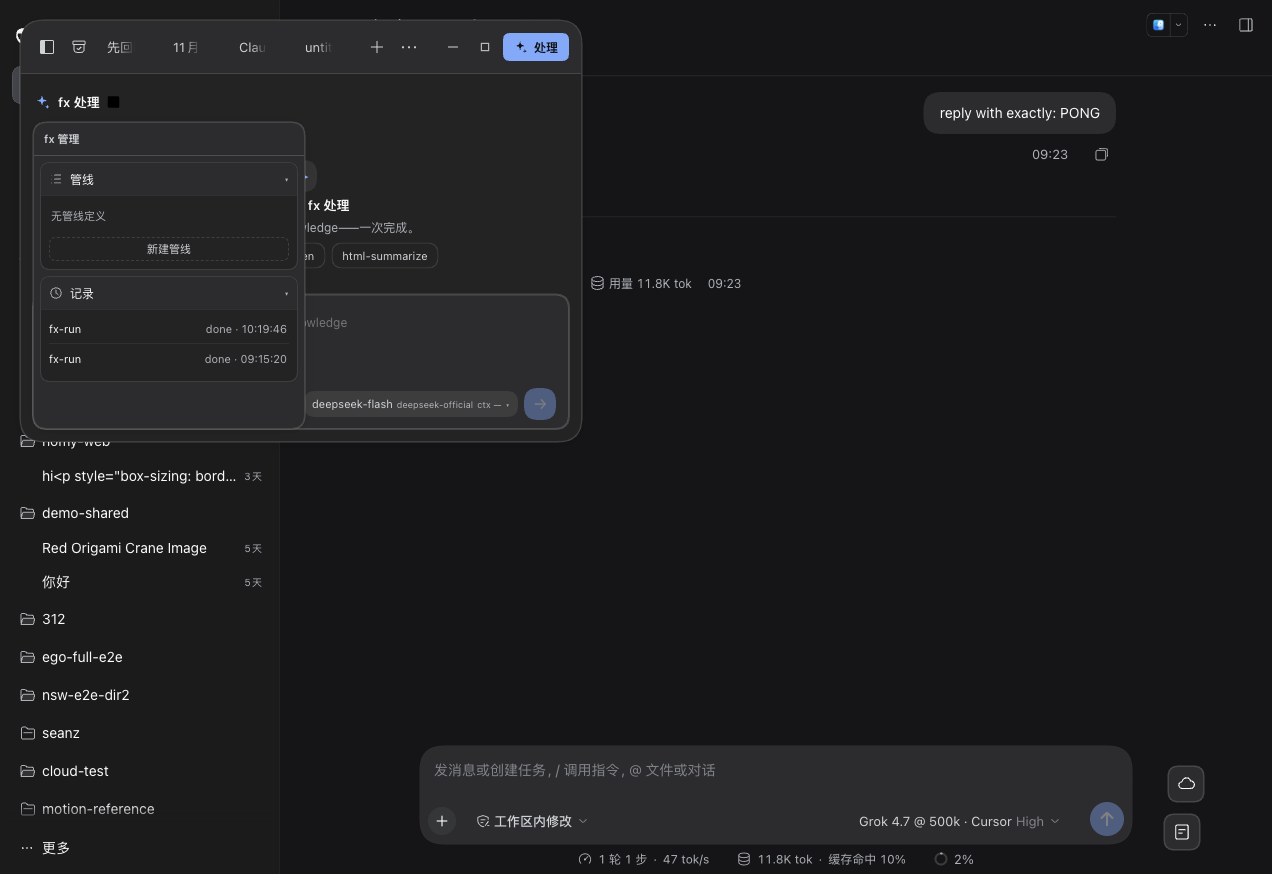 先回
11月
Clau
unti
处理
fx 处理
fx 管理
管线
无管线定义
新建管线
记录
fx-run
done · 10:19:46
fx-run
done · 09:15:20
fx 处理
ledge——一次完成。
en
html-summarize
owledge
deepseek-flash deepseek-official ctx —
reply with exactly: PONG
09:23
用量 11.8K tok 09:23
hi<p style="box-sizing: bord... 3天
demo-shared
Red Origami Crane Image 5天
你好 5天
312
ego-full-e2e
nsw-e2e-dir2
seanz
cloud-test
motion-reference
更多
发消息或创建任务, / 调用指令, @ 文件或对话
工作区内修改
Grok 4.7 @ 500k · Cursor High
1 轮 1 步 · 47 tok/s
11.8K tok · 缓存命中 10%
2%